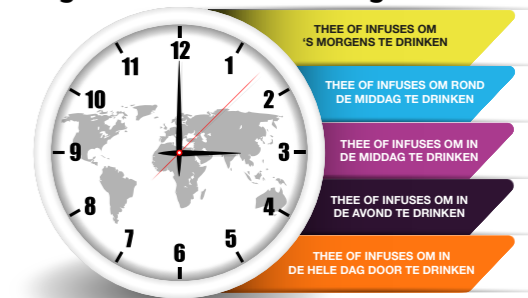 12
1
2
3
4
5
6
7
8
9
10
11
THEE OF INFUSES OM
'S MORGENS TE DRINKEN
THEE OF INFUSES OM ROND
DE MIDDAG TE DRINKEN
THEE OF INFUSES OM IN
DE MIDDAG TE DRINKEN
THEE OF INFUSES OM IN
DE AVOND TE DRINKEN
THEE OF INFUSES OM IN
DE HELE DAG DOOR TE DRINKEN